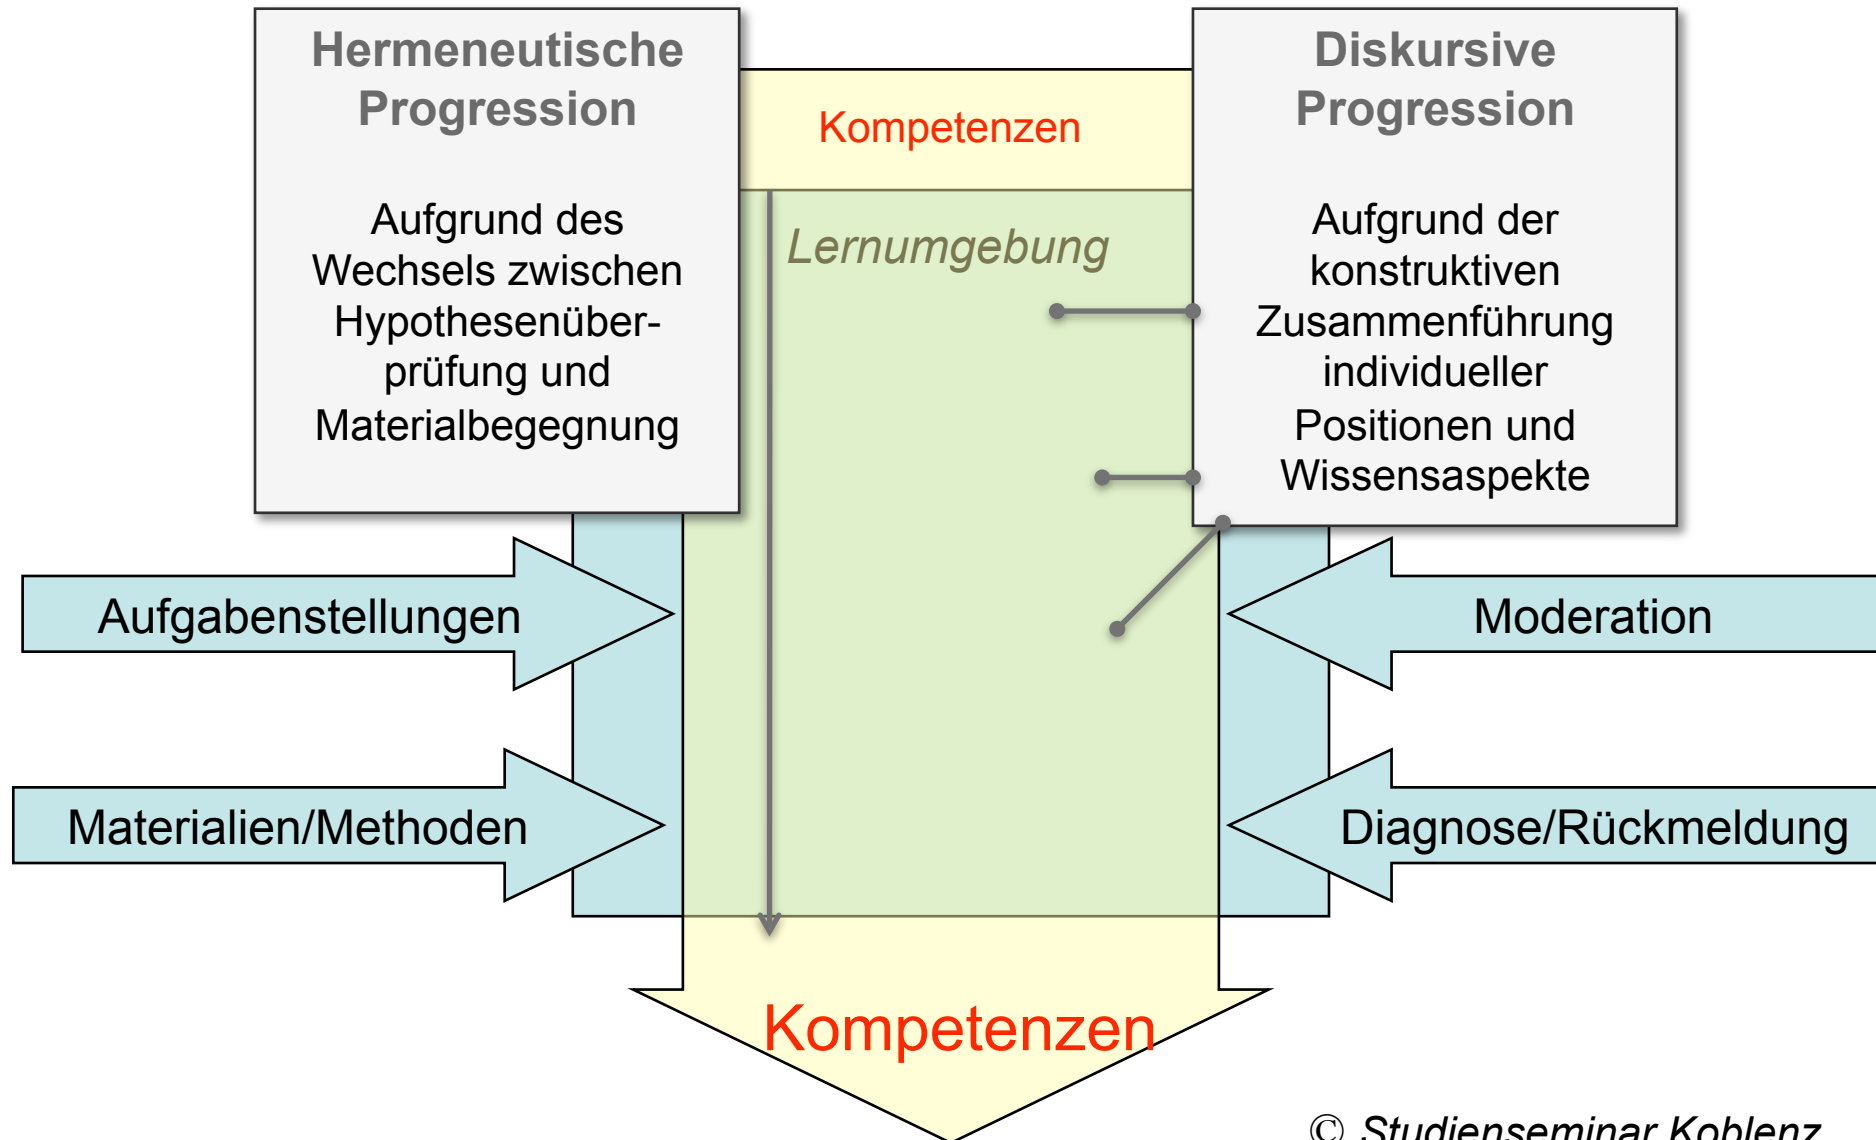 Hermeneutische
Progression
Aufgrund des
Wechsels zwischen
Hypothesenüber-
prüfung und
Materialbegegnung
Kompetenzen
Lernumgebung
Diskursive
Progression
Aufgrund der
konstruktiven
Zusammenführung
individueller
Positionen und
Wissensaspekte
Aufgabenstellungen
Moderation
Materialien/Methoden
Diagnose/Rückmeldung
Kompetenzen
© Studienseminar Koblenz